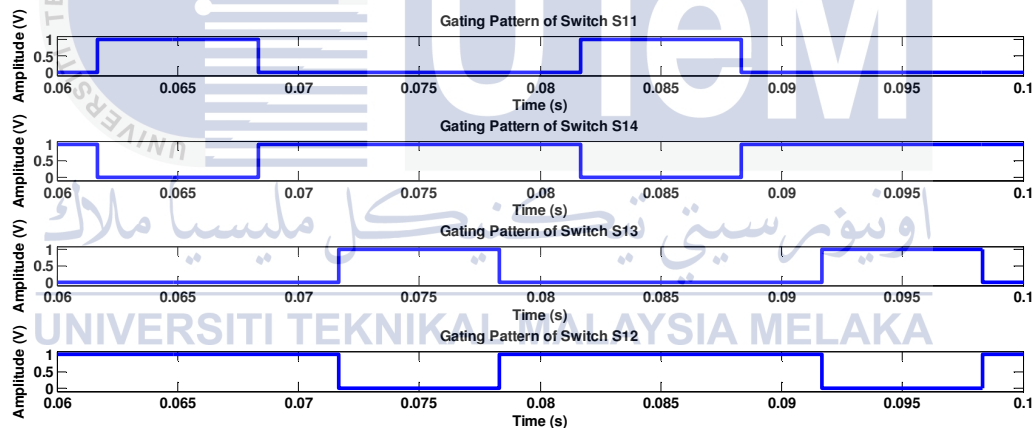 Gating Pattern of Switch S11
Amplitude (V)
1
0.5
0
0.06 0.065 0.07 0.075 0.08 0.085 0.09 0.095 0.1
Time (s)
Gating Pattern of Switch S14
Amplitude (V)
1
0.5
0
0.06 0.065 0.07 0.075 0.08 0.085 0.09 0.095 0.1
Time (s)
اونيۏرسيتي تيكنيكل مليسيا ملاك
Gating Pattern of Switch S13
Amplitude (V)
1
0.5
0
0.06 0.065 0.07 0.075 0.08 0.085 0.09 0.095 0.1
Time (s)
UNIVERSITI TEKNIKAL MALAYSIA MELAKA
Gating Pattern of Switch S12
Amplitude (V)
1
0.5
0
0.06 0.065 0.07 0.075 0.08 0.085 0.09 0.095 0.1
Time (s)